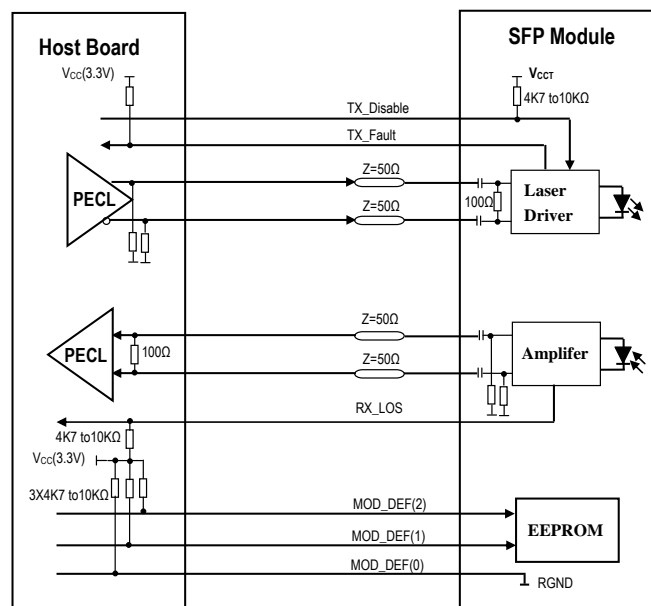 Host Board
SFP Module
VCC(3.3V)
VCCT
4K7 to10KΩ
TX_Disable
TX_Fault
PECL
Z=50Ω
Z=50Ω
100Ω
Laser
Driver
Z=50Ω
PECL
100Ω
Z=50Ω
Amplifer
RX_LOS
4K7 to10KΩ
VCC(3.3V)
3X4K7 to10KΩ
MOD_DEF(2)
EEPROM
MOD_DEF(1)
MOD_DEF(0)
RGND